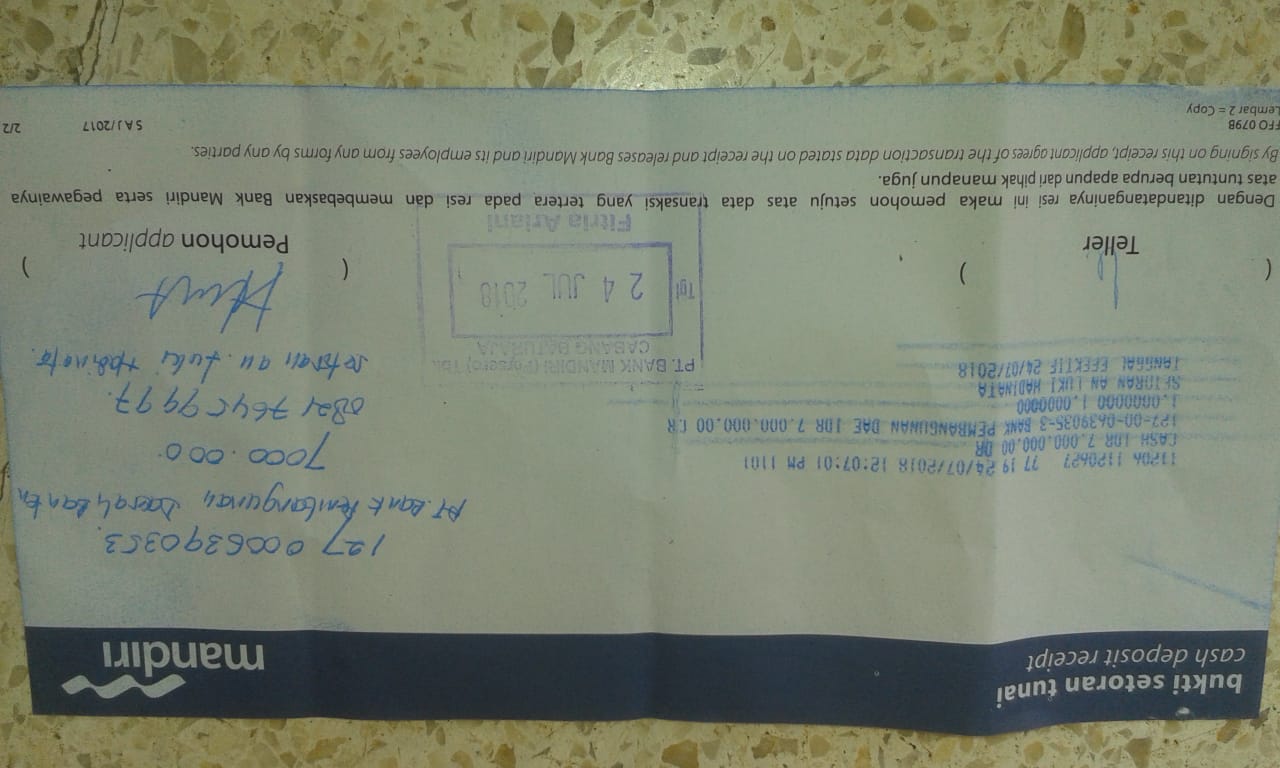 bukti setoran tunai
cash deposit receipt
mandiri
127 0006390353.
PT. Bank Pembangunan Daerah Banten
7000.000.
0821 7645 9997.
setoran an. Luki Hadinata.
11206 1120627 77 19 24/07/2018 12:07:01 PM 1101
CASH IDR 7.000.000.00 DR
127-00-0639035-3 BANK PEMBANGUNAN DAE IDR 7.000.000.00 CR
1.0000000 1.0000000
SETORAN AN LUKI HADINATA
TANGGAL EFEKTIF 24/07/2018
PT. BANK MANDIRI (Persero) Tbk.
CABANG BATURAJA
Tgl
24 JUL 2018
Fitria Ariani
( )
Teller
( )
Pemohon applicant
Dengan ditandatanganinya resi ini maka pemohon setuju atas data transaksi yang tertera pada resi dan membebaskan Bank Mandiri serta pegawainya
atas tuntutan berupa apapun dari pihak manapun juga.
By signing on this receipt, applicant agrees of the transaction data stated on the receipt and releases Bank Mandiri and its employees from any forms by any parties.
FFO 079B
Lembar 2 = Copy
S A J / 2017
2/2